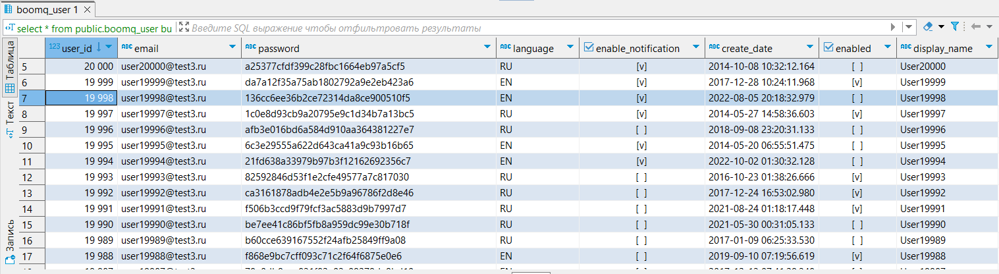 boomq_user 1
select * from public.boomq_user bu Введите SQL выражение чтобы отфильтровать результаты
Таблица
Текст
Запись
123 user_id ABC email ABC password ABC language enable_notification ABC create_date enabled ABC display_name
5 20 000 user20000@test3.ru a25377cfdf399c28fbc1664eb97a5cf5 RU [v] 2014-10-08 10:32:12.164 [ ] User20000
6 19 999 user19999@test3.ru da7a12f35a75ab1802792a9e2eb423a6 EN [v] 2017-12-28 10:24:11.968 [v] User19999
7 19 998 user19998@test3.ru 136cc6ee36b2ce72314da8ce900510f5 EN [v] 2022-08-05 20:18:32.979 [ ] User19998
8 19 997 user19997@test3.ru 1c0e8d93cb9a20795e9c1d34b7a13bc5 RU [v] 2014-05-27 14:58:36.603 [v] User19997
9 19 996 user19996@test3.ru afb3e016bd6a584d910aa364381227e7 RU [ ] 2018-09-08 23:20:31.133 [ ] User19996
10 19 995 user19995@test3.ru 6c3e29555a622d643ca41a9c93b16b65 EN [v] 2014-05-20 06:55:51.475 [ ] User19995
11 19 994 user19994@test3.ru 21fd638a33979b97b3f12162692356c7 EN [v] 2022-10-02 01:30:32.128 [ ] User19994
12 19 993 user19993@test3.ru 82592846d53f1e2cfe49577a7c817030 RU [ ] 2016-10-23 01:38:26.666 [v] User19993
13 19 992 user19992@test3.ru ca3161878adb4e2e5b9a96786f2d8e46 RU [ ] 2017-12-24 16:53:02.980 [v] User19992
14 19 991 user19991@test3.ru f506b3ccd9f79fcf3ac5883d9b7997d7 RU [ ] 2021-08-24 01:18:17.448 [v] User19991
15 19 990 user19990@test3.ru be7ee41c86bf5fb8a959dc99e30b718f RU [ ] 2021-05-30 00:31:05.133 [ ] User19990
16 19 989 user19989@test3.ru b60cce639167552f24afb25849ff9a08 RU [ ] 2017-01-09 06:25:33.530 [ ] User19989
17 19 988 user19988@test3.ru f868e9bc7cff093c71c2f64f6875e0e6 EN [ ] 2019-09-10 07:19:56.619 [v] User19988